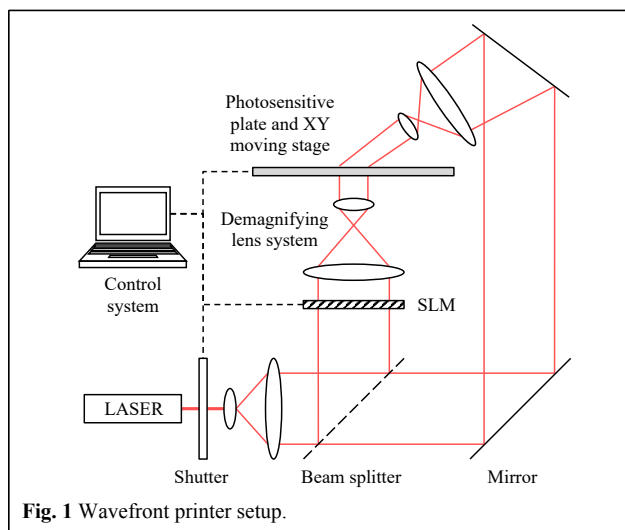 Photosensitive
plate and XY
moving stage
Demagnifying
lens system
Control
system
SLM
LASER
Shutter
Beam splitter
Mirror
Fig. 1 Wavefront printer setup.